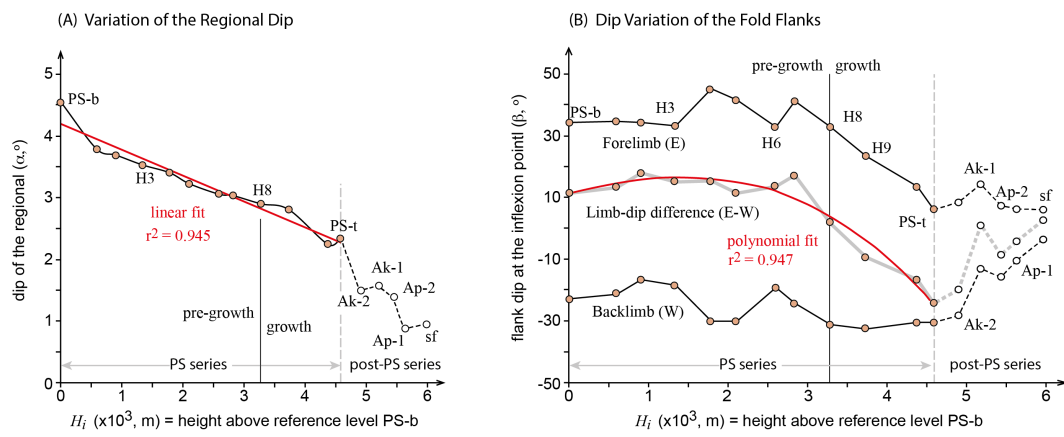 (A) Variation of the Regional Dip
5
4
3
2
1
0
dip of the regional (α,°)
PS-b
H3
H8
PS-t
linear fit
r² = 0.945
pre-growth
growth
Ak-2
Ak-1
Ap-2
Ap-1
sf
PS series
post-PS series
0 1 2 3 4 5 6
Hi (x10³, m) = height above reference level PS-b
(B) Dip Variation of the Fold Flanks
50
30
10
-10
-30
-50
flank dip at the inflexion pointl (β,°)
pre-growth
growth
PS-b
H3
H6
H8
H9
Forelimb (E)
Limb-dip difference (E-W)
PS-t
polynomial fit
r² = 0.947
Backlimb (W)
Ak-1
Ap-2
sf
Ap-1
Ak-2
PS series
post-PS series
0 1 2 3 4 5 6
Hi (x10³, m) = height above reference level PS-b